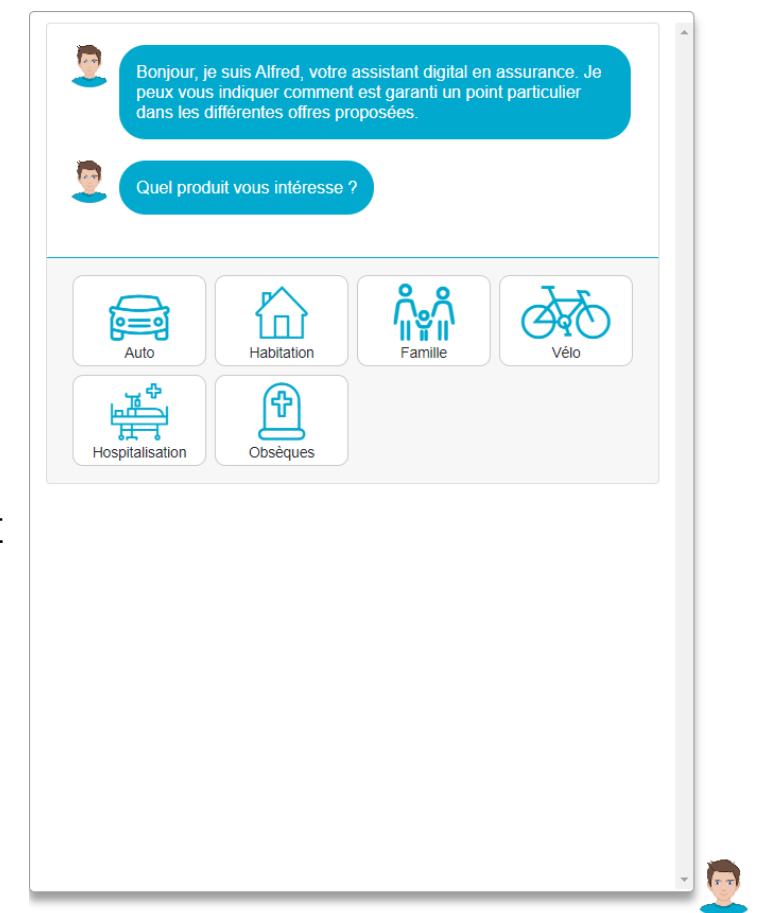 Bonjour, je suis Alfred, votre assistant digital en assurance. Je
peux vous indiquer comment est garanti un point particulier
dans les différentes offres proposées.
Quel produit vous intéresse ?
Auto
Habitation
Famille
Vélo
Hospitalisation
Obsèques